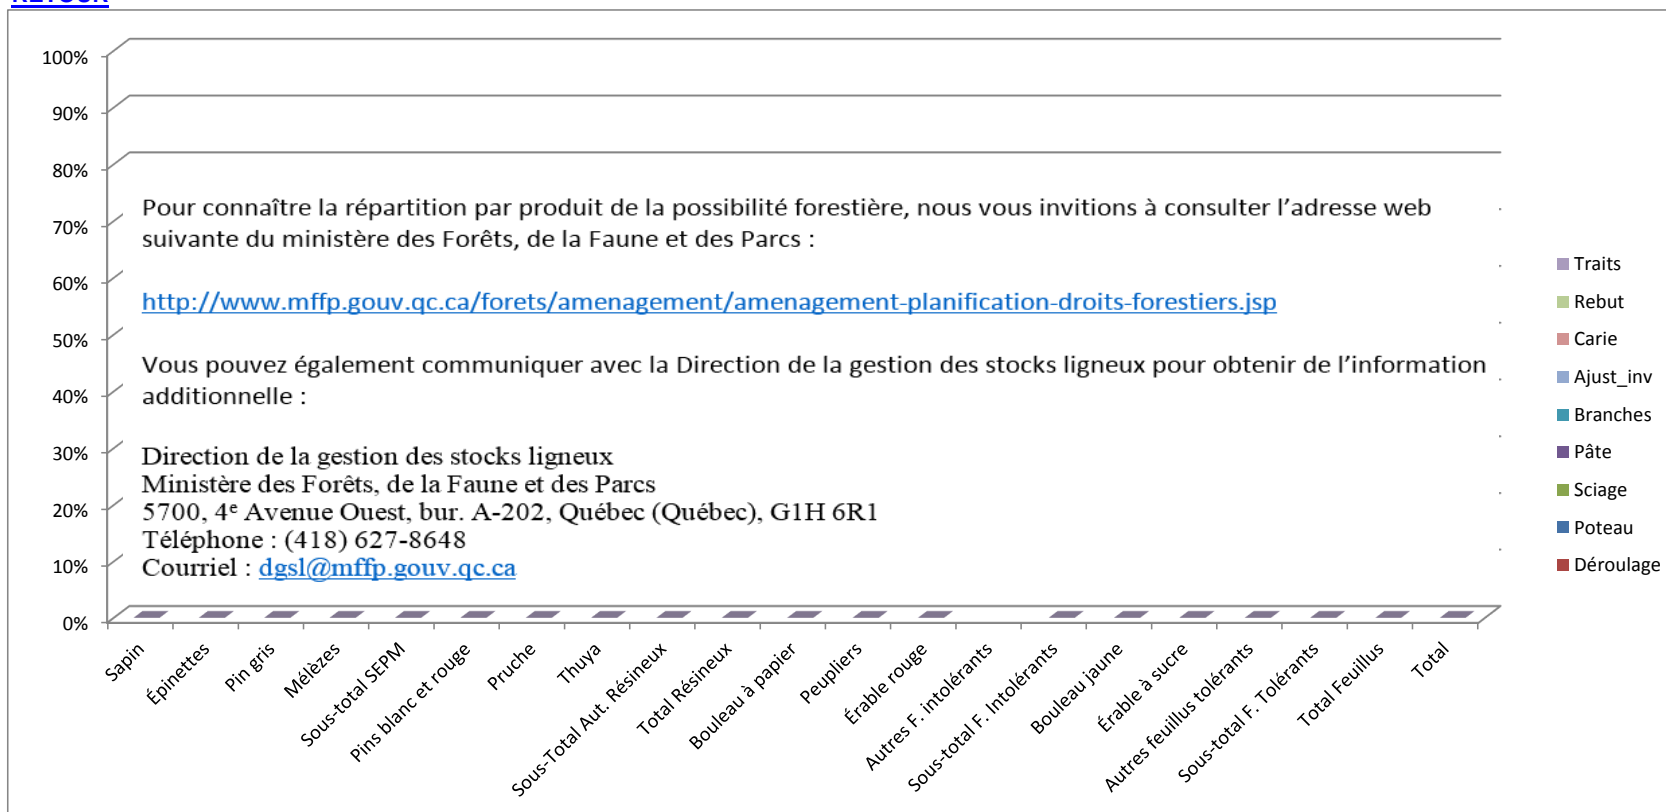 RETOUR
100%
90%
80%
70%
60%
50%
40%
30%
20%
10%
0%
Pour connaître la répartition par produit de la possibilité forestière, nous vous invitions à consulter l'adresse web
suivante du ministère des Forêts, de la Faune et des Parcs :
http://www.mffp.gouv.qc.ca/forets/amenagement/amenagement-planification-droits-forestiers.jsp
Vous pouvez également communiquer avec la Direction de la gestion des stocks ligneux pour obtenir de l'information
additionnelle :
Direction de la gestion des stocks ligneux
Ministère des Forêts, de la Faune et des Parcs
5700, 4e Avenue Ouest, bur. A-202, Québec (Québec), G1H 6R1
Téléphone : (418) 627-8648
Courriel : dgsl@mffp.gouv.qc.ca
Traits
Rebut
Carie
Ajust_inv
Branches
Pâte
Sciage
Poteau
Déroulage
Sapin
Épinettes
Pin gris
Mélèzes
Sous-total SEPM
Pins blanc et rouge
Pruche
Thuya
Sous-Total Aut. Résineux
Total Résineux
Bouleau à papier
Peupliers
Érable rouge
Autres F. intolérants
Sous-total F. Intolérants
Bouleau jaune
Érable à sucre
Autres feuillus tolérants
Sous-total F. Tolérants
Total Feuillus
Total